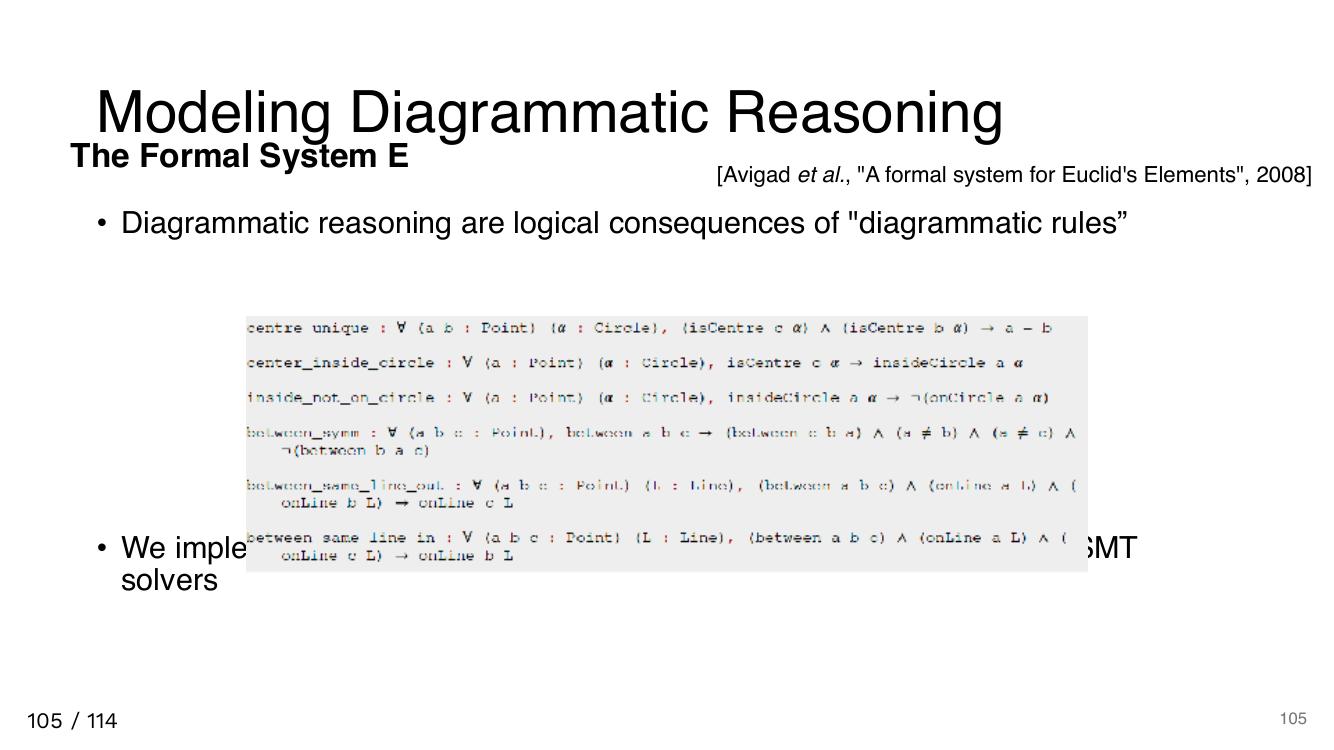 Modeling Diagrammatic Reasoning
The Formal System E
[Avigad et al., "A formal system for Euclid's Elements", 2008]
• Diagrammatic reasoning are logical consequences of "diagrammatic rules”
centre unique : ∀ (a b : Point) (α : Circle), (isCentre c α) ∧ (isCentre b α) → a = b
center_inside_circle : ∀ (a : Point) (α : Circle), isCentre c α → insideCircle a α
inside_not_on_circle : ∀ (a : Point) (α : Circle), insideCircle a α → ¬(onCircle a α)
between_symm : ∀ (a b c : Point), between a b c → (between c b a) ∧ (a ≠ b) ∧ (a ≠ c) ∧
¬(between b a c)
between_same_line_out : ∀ (a b c : Point) (L : Line), (between a b c) ∧ (onLine a L) ∧ (
onLine b L) → onLine c L
between same line in : ∀ (a b c : Point) (L : Line), (between a b c) ∧ (onLine a L) ∧ (
onLine c L) → onLine b L
• We SMT
solvers
105 / 114
105